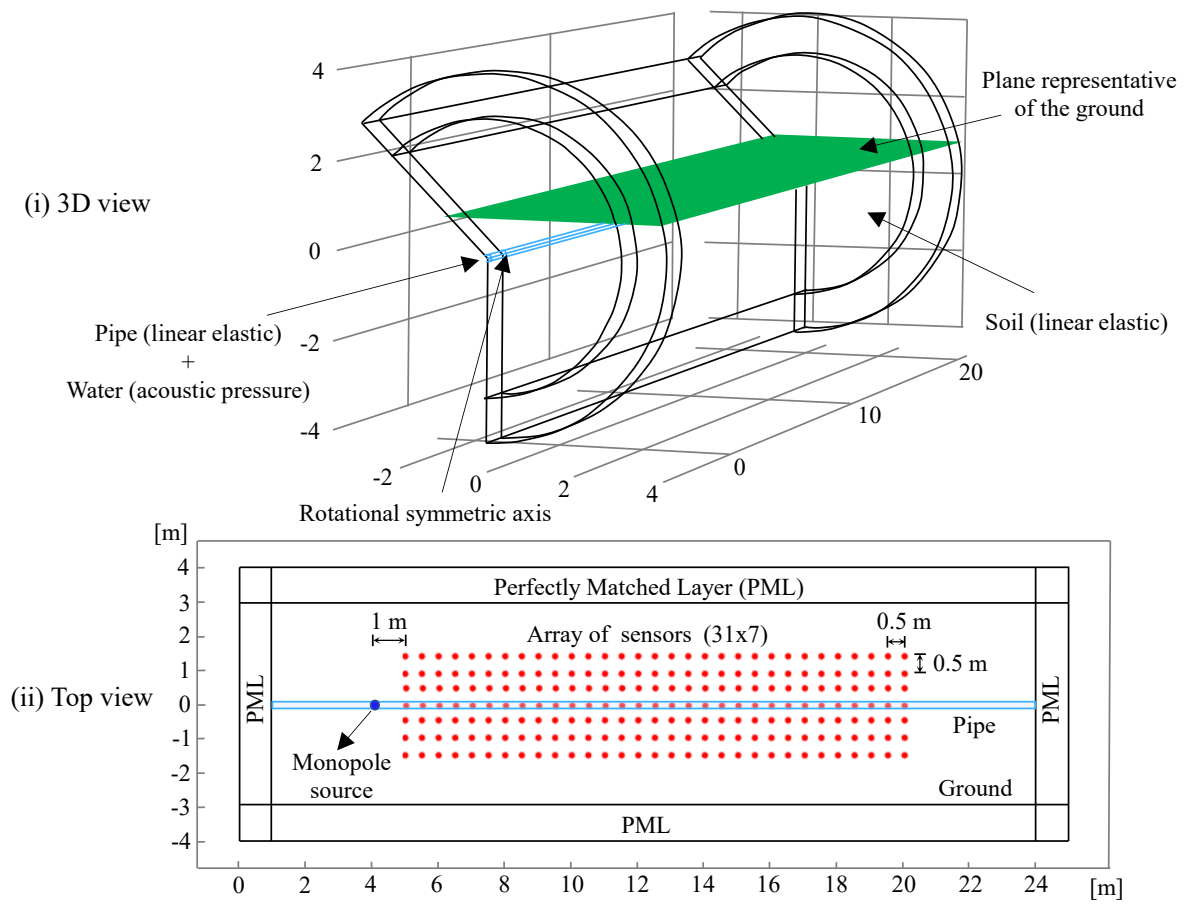 4
2
0
-2
-4
-2
0
2
4
0
10
20
(i) 3D view
Plane representative
of the ground
Soil (linear elastic)
Pipe (linear elastic)
+
Water (acoustic pressure)
Rotational symmetric axis
[m]
4
3
2
1
0
-1
-2
-3
-4
(ii) Top view
Perfectly Matched Layer (PML)
1 m
Array of sensors (31x7)
0.5 m
0.5 m
PML
PML
Pipe
Monopole
source
Ground
PML
0 2 4 6 8 10 12 14 16 18 20 22 24 [m]